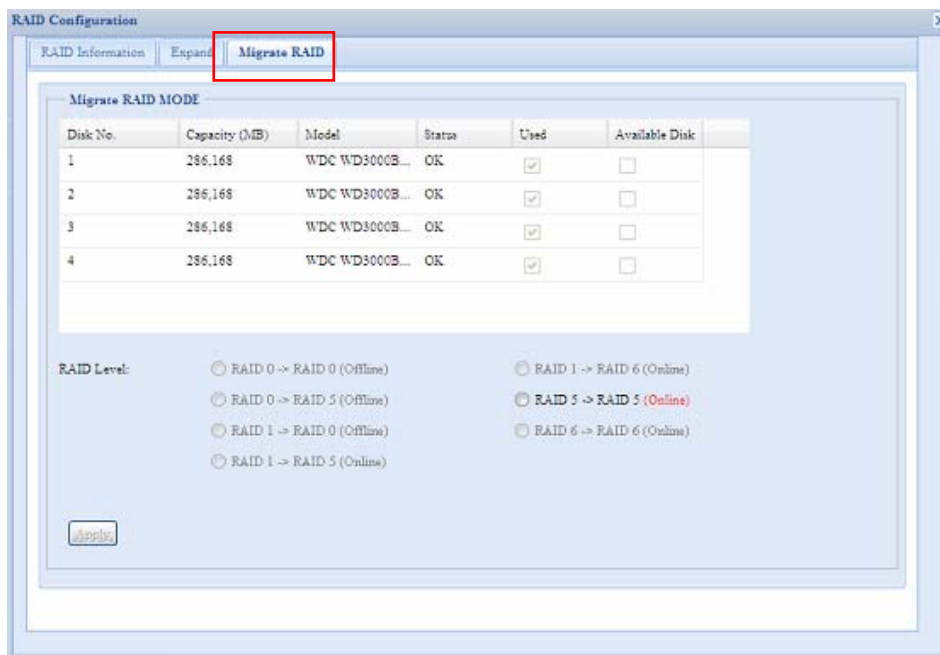 RAID Configuration
RAID Information Expand Migrate RAID
Migrate RAID MODE
Disk No. Capacity (MB) Model Status Used Available Disk
1 286,168 WDC WD3000B... OK
2 286,168 WDC WD3000B... OK
3 286,168 WDC WD3000B... OK
4 286,168 WDC WD3000B... OK
RAID Level: RAID 0 -> RAID 0 (Offline) RAID 1 -> RAID 6 (Online)
RAID 0 -> RAID 5 (Offline) RAID 5 -> RAID 5 (Online)
RAID 1 -> RAID 0 (Offline) RAID 6 -> RAID 6 (Online)
RAID 1 -> RAID 5 (Online)
Apply